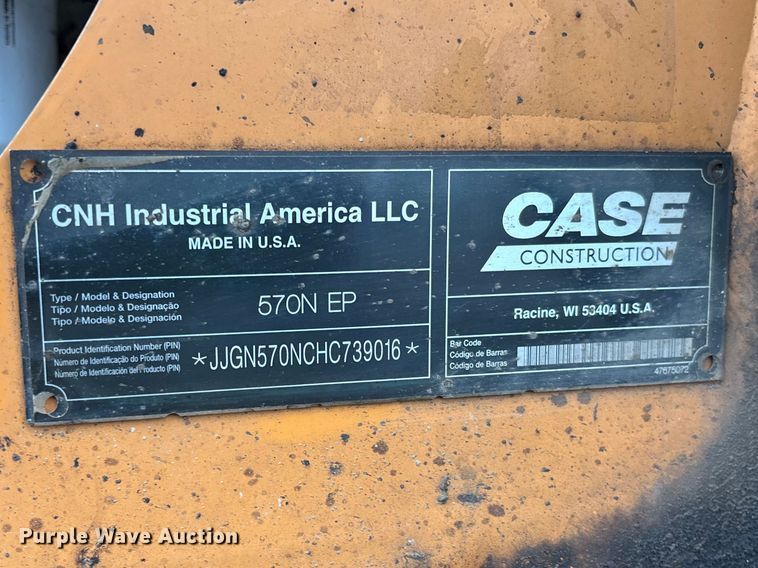 CNH Industrial America LLC
MADE IN U.S.A.
Type / Model & Designation
Tipo / Modelo & Designação
Tipo / Modelo & Designación
570N EP
Product Identification Number (PIN)
Número de Identificação do Produto (PIN)
Número de Identificación del Producto (PIN)
*JJGN570NCHC739016*
CASE
CONSTRUCTION
Racine, WI 53404 U.S.A.
Bar Code
Código de Barras
Código de Barras
47675072
Purple Wave Auction